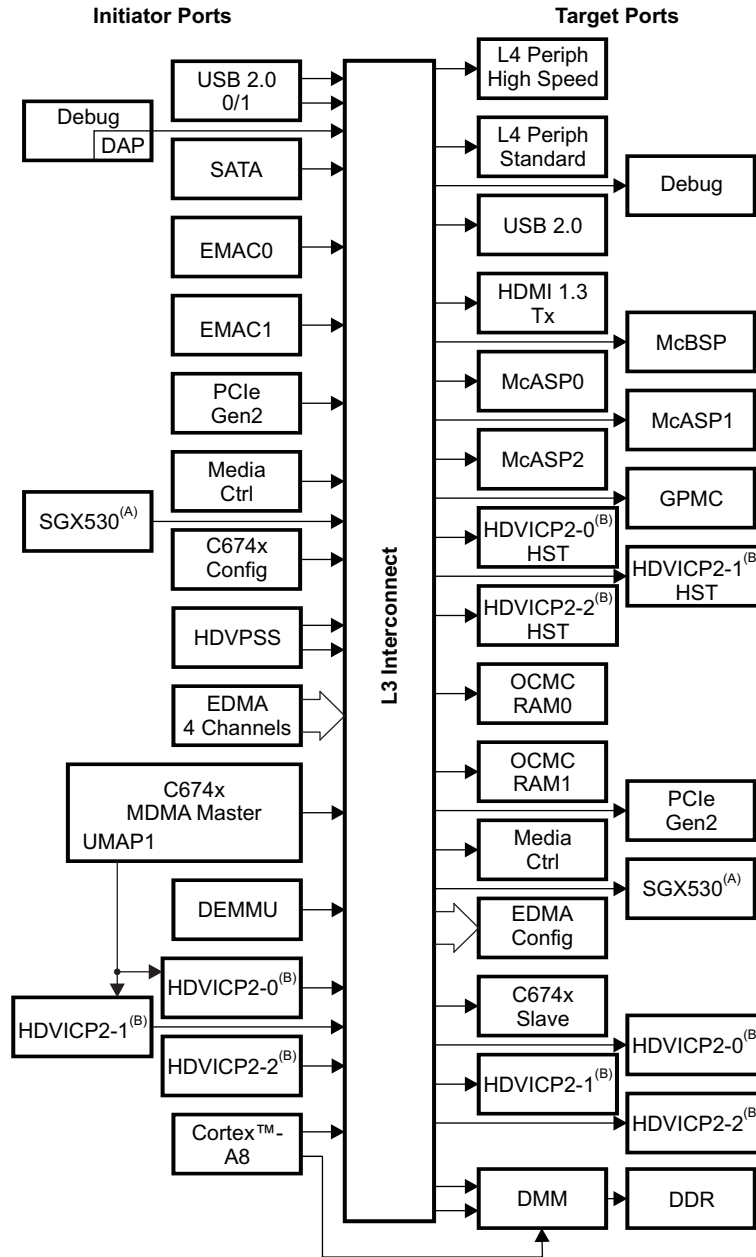 Initiator Ports
Target Ports
USB 2.0
0/1
Debug
DAP
SATA
EMAC0
EMAC1
PCIe
Gen2
Media
Ctrl
SGX530(A)
C674x
Config
HDVPSS
EDMA
4 Channels
C674x
MDMA Master
UMAP1
DEMMU
HDVICP2-0(B)
HDVICP2-1(B)
HDVICP2-2(B)
Cortex™-
A8
L3 Interconnect
L4 Periph
High Speed
L4 Periph
Standard
Debug
USB 2.0
HDMI 1.3
Tx
McBSP
McASP0
McASP1
McASP2
GPMC
HDVICP2-0(B)
HST
HDVICP2-1(B
HST
HDVICP2-2(B)
HST
OCMC
RAM0
OCMC
RAM1
PCIe
Gen2
Media
Ctrl
SGX530(A)
EDMA
Config
C674x
Slave
HDVICP2-0(B
HDVICP2-1(B)
HDVICP2-2(B
DMM
DDR